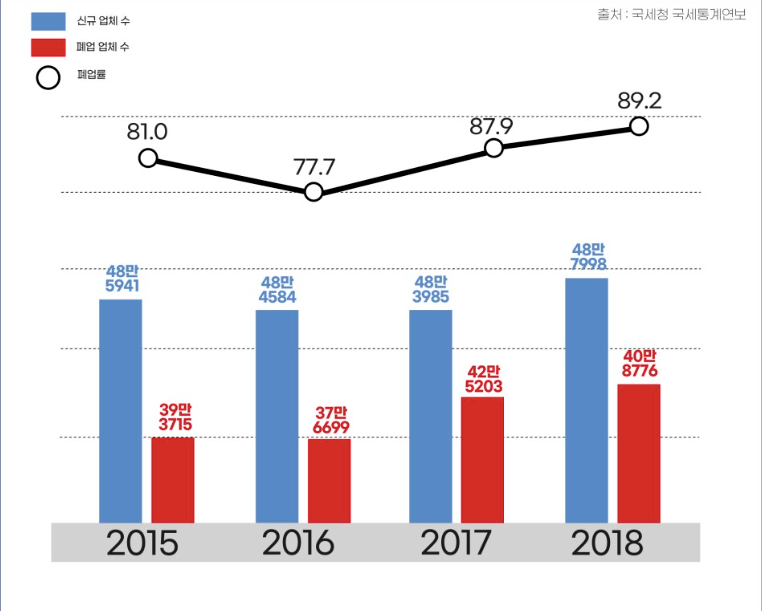 신규 업체 수
출처 : 국세청 국세통계연보
폐업 업체 수
폐업률
89.2
81.0
87.9
77.7
48만
7998
48만
5941
48만
4584
48만
3985
40만
8776
42만
5203
39만
3715
37만
6699
2015
2016
2017
2018